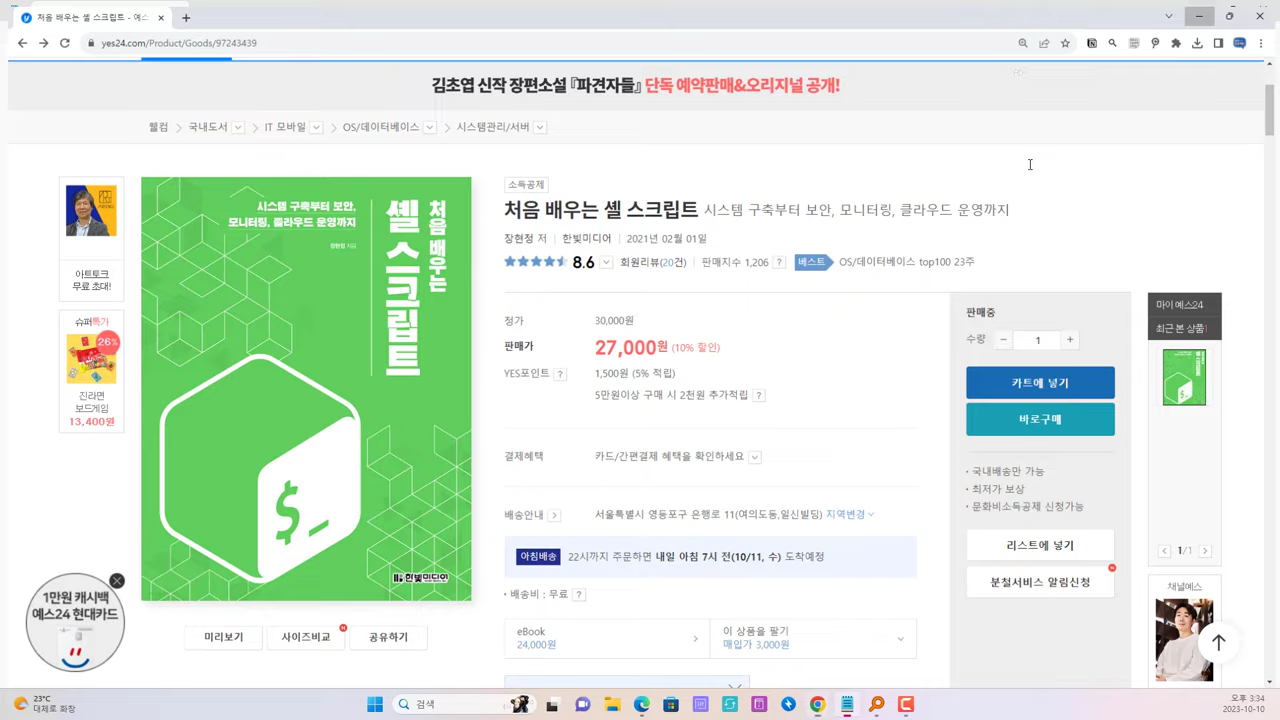 처음 배우는 셸 스크립트 - 예스
yes24.com/Product/Goods/97243439
김초엽 신작 장편소설 『파견자들』 단독 예약판매&오리지널 공개!
웰컴 > 국내도서 > IT 모바일 > OS/데이터베이스 > 시스템관리/서버
아트토크
무료 초대!
슈퍼특가
26%
진라면
보드게임
13,400원
시스템 구축부터 보안,
모니터링, 클라우드 운영까지
장현정 지음
처음 배우는
셸 스크립트
$_
한빛미디어
미리보기
사이즈비교
N
공유하기
1만원 캐시백
예스24 현대카드
소득공제
처음 배우는 셸 스크립트 시스템 구축부터 보안, 모니터링, 클라우드 운영까지
장현정 저 | 한빛미디어 | 2021년 02월 01일
8.6 회원리뷰(20건) | 판매지수 1,206 ? 베스트 OS/데이터베이스 top100 23주
정가 30,000원
판매가 27,000원 (10% 할인)
YES포인트 ? 1,500원 (5% 적립)
5만원이상 구매 시 2천원 추가적립 ?
결제혜택 카드/간편결제 혜택을 확인하세요
배송안내 > 서울특별시 영등포구 은행로 11(여의도동,일신빌딩) 지역변경
아침배송 22시까지 주문하면 내일 아침 7시 전(10/11, 수) 도착예정
· 배송비 : 무료 ?
eBook
24,000원
이 상품을 팔기
매입가 3,000원
판매중
수량 − 1 +
카트에 넣기
바로구매
· 국내배송만 가능
· 최저가 보상
· 문화비소득공제 신청가능
리스트에 넣기
분철서비스 알림신청
N
마이 예스24
최근 본 상품1
$_
< 1/1 >
채널예스
23°C
대체로 화창
검색
오후 3:34
2023-10-10